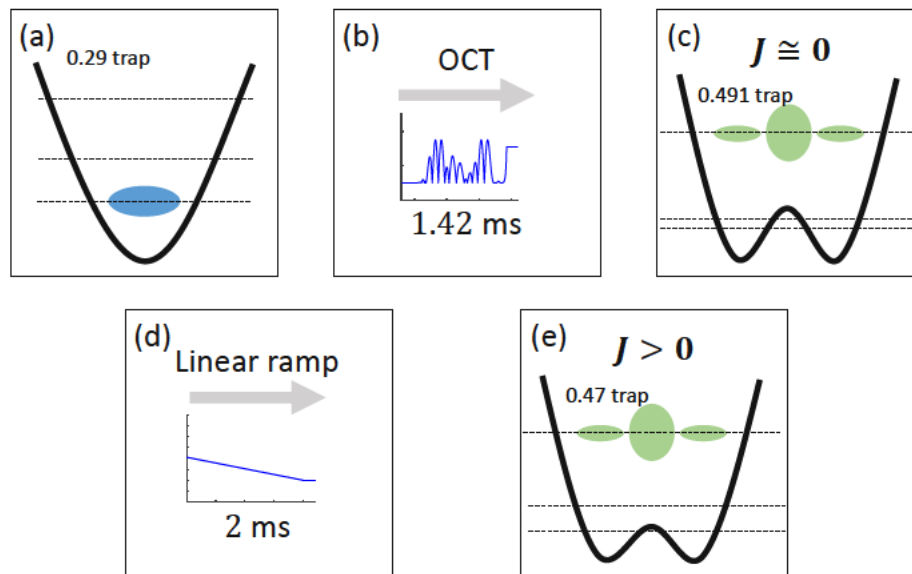 (a)
0.29 trap
(b)
OCT
1.42 ms
(c)
J ≅ 0
0.491 trap
(d)
Linear ramp
2 ms
(e)
J > 0
0.47 trap